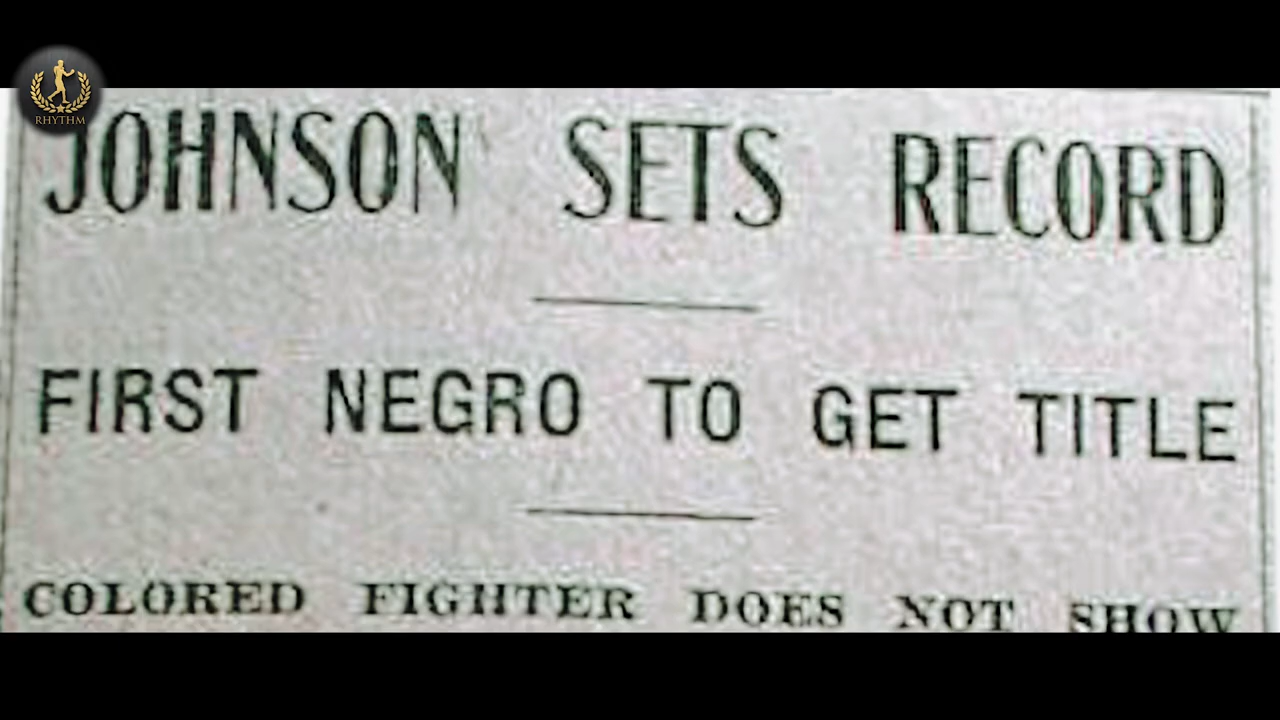 RHYTHM
JOHNSON SETS RECORD
FIRST NEGRO TO GET TITLE
COLORED FIGHTER DOES NOT SHOW